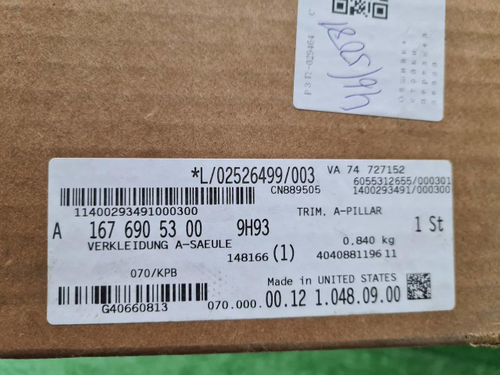 *L/02526499/003
VA 74 727152
CN889505
6055312655/000301
1400293491/000300
11400293491000300
TRIM. A-PILLAR
A 167 690 53 00 9H93
1 St
VERKLEIDUNG A-SAEULE
148166 (1)
0,840 kg
4040881196 11
070/KPB
Made in UNITED STATES
070.000. 00.12 1.048.09.00
G40660813